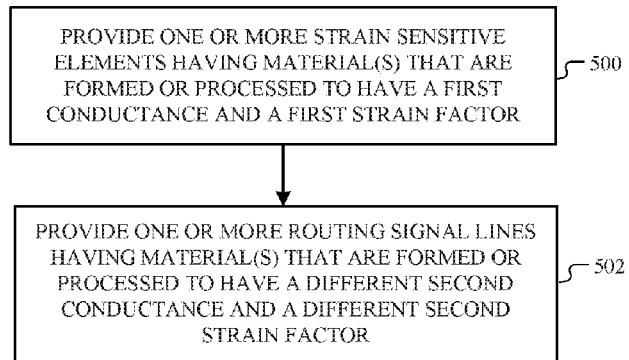 PROVIDE ONE OR MORE STRAIN SENSITIVE
ELEMENTS HAVING MATERIAL(S) THAT ARE
FORMED OR PROCESSED TO HAVE A FIRST
CONDUCTANCE AND A FIRST STRAIN FACTOR
500
PROVIDE ONE OR MORE ROUTING SIGNAL LINES
HAVING MATERIAL(S) THAT ARE FORMED OR
PROCESSED TO HAVE A DIFFERENT SECOND
CONDUCTANCE AND A DIFFERENT SECOND
STRAIN FACTOR
502